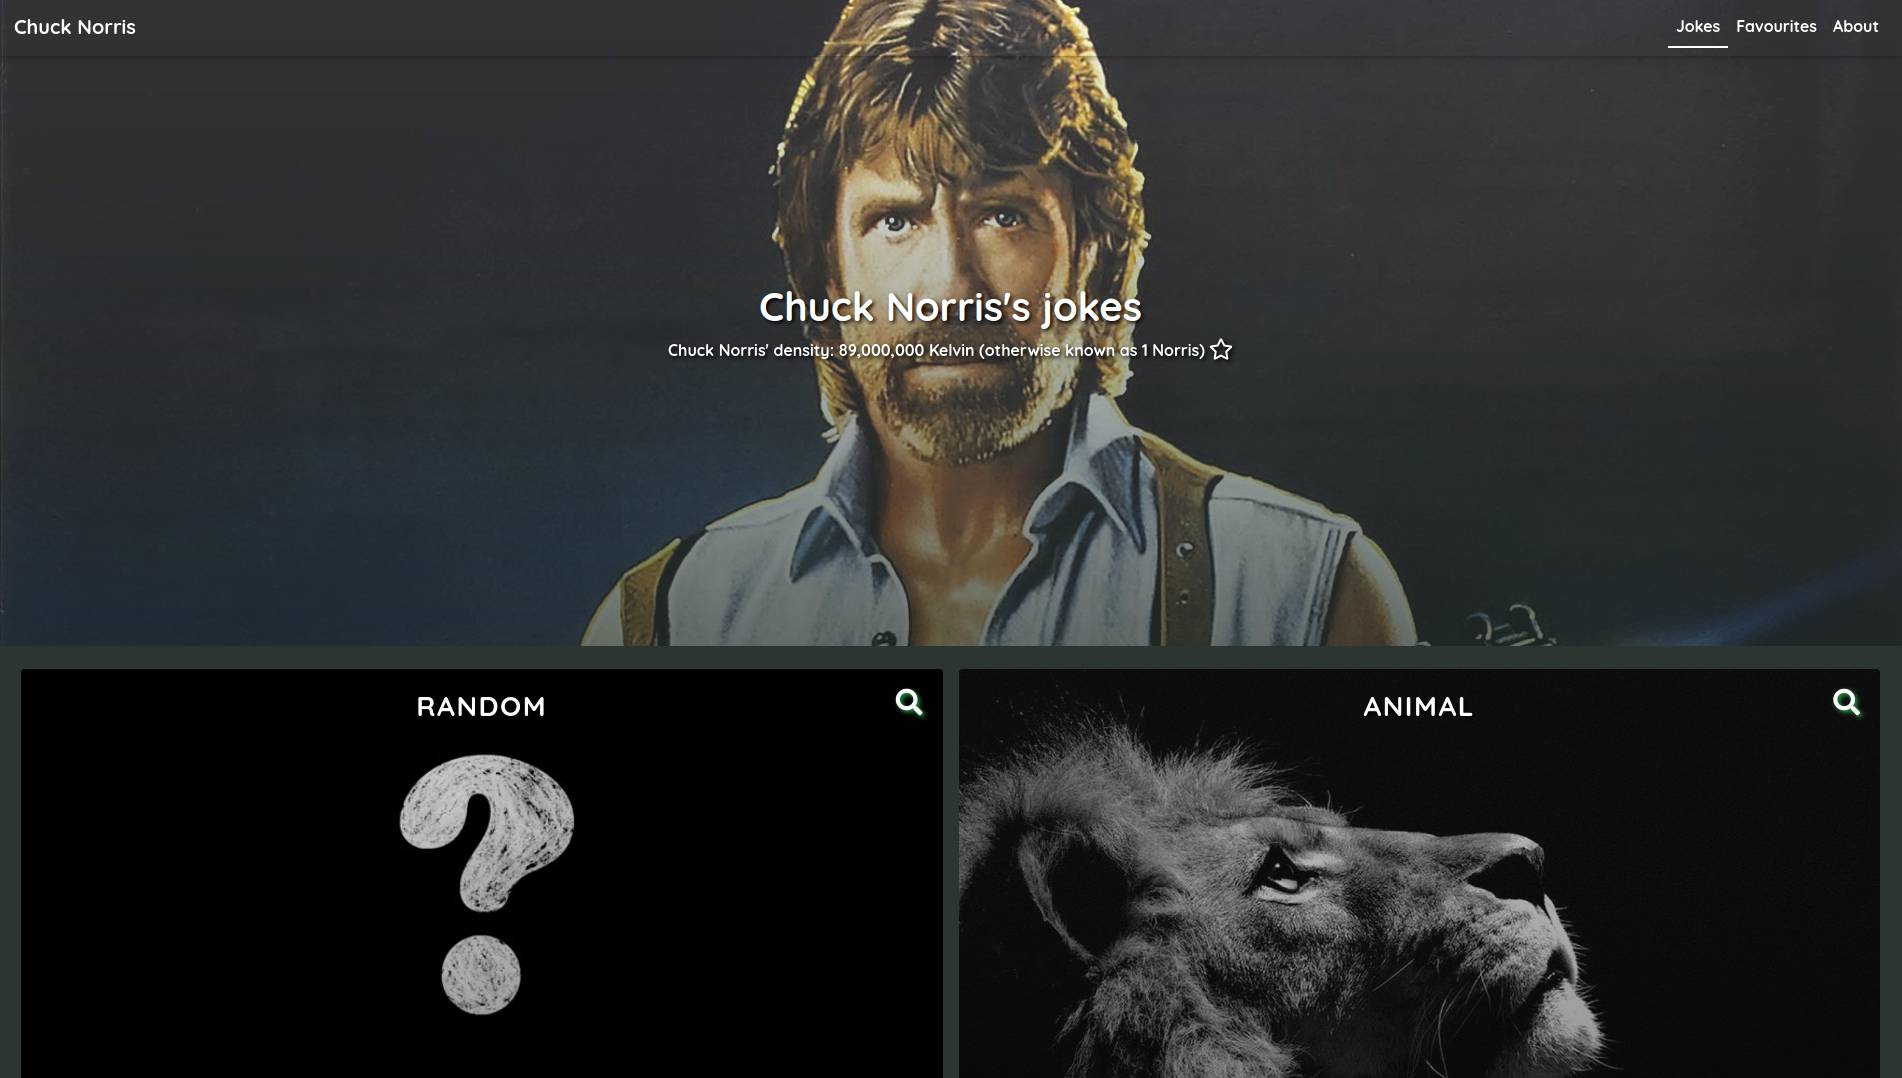 Chuck Norris
Jokes Favourites About
Chuck Norris's jokes
Chuck Norris' density: 89,000,000 Kelvin (otherwise known as 1 Norris)
RANDOM
?
ANIMAL